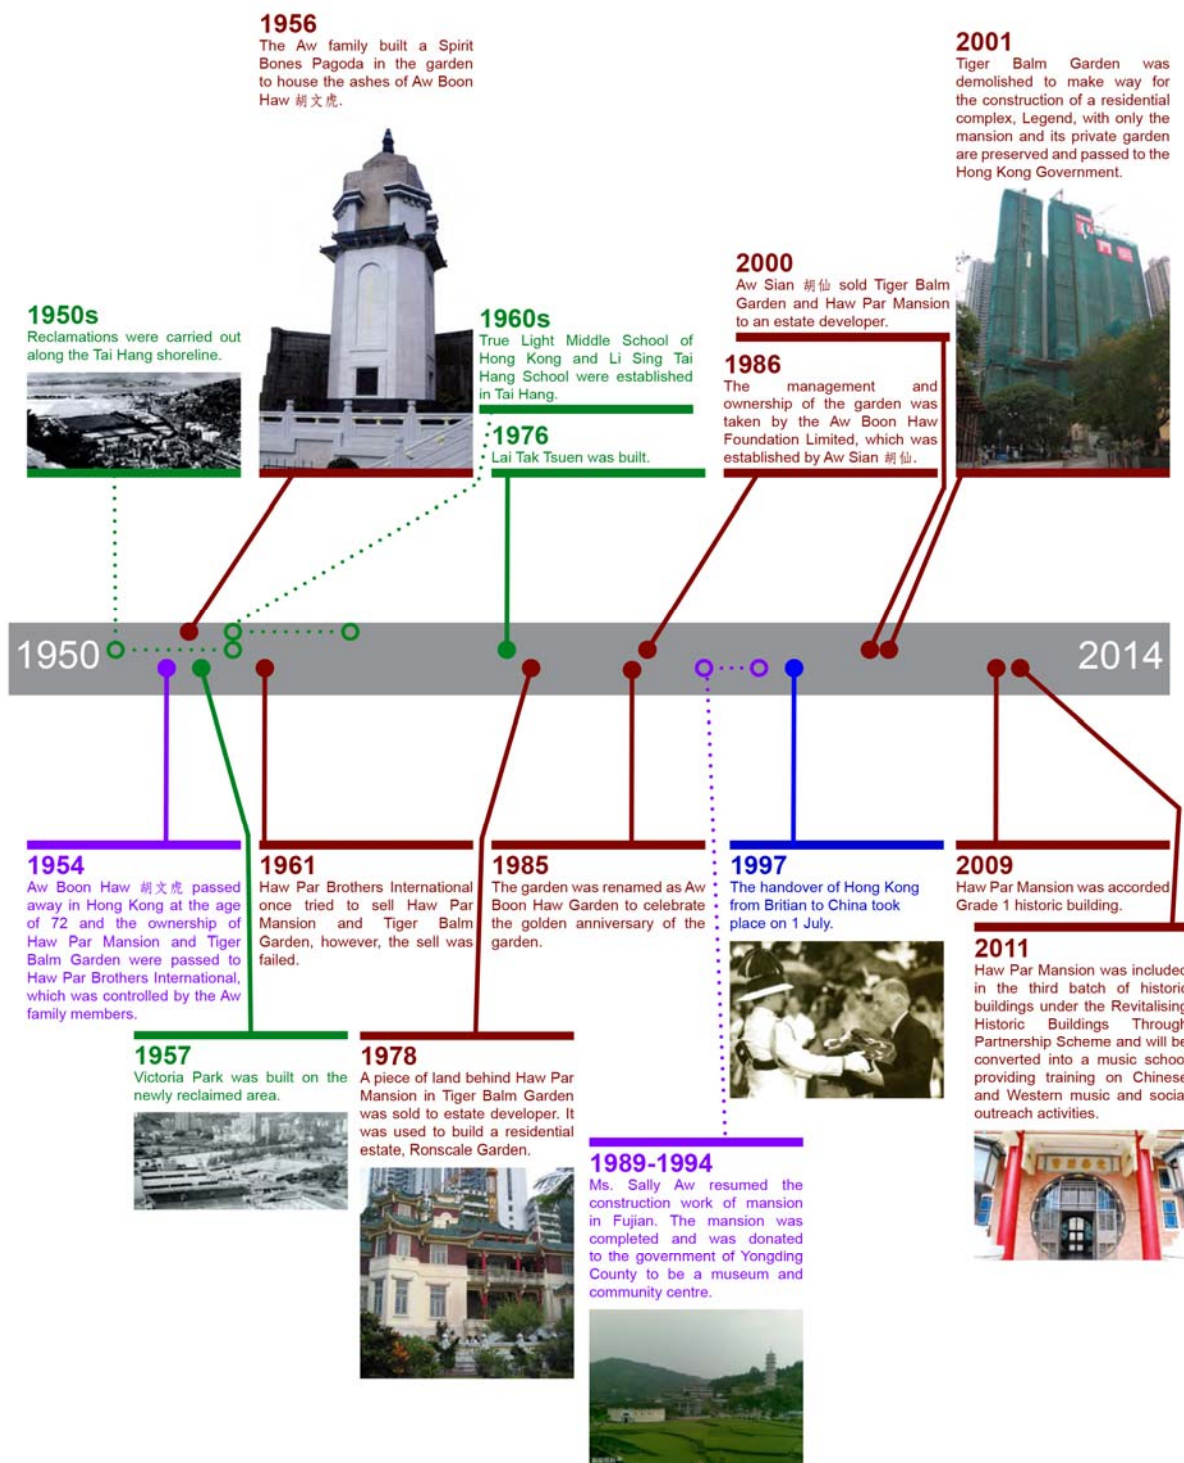 1956
The Aw family built a Spirit
Bones Pagoda in the garden
to house the ashes of Aw Boon
Haw 胡文虎.
2001
Tiger Balm Garden was
demolished to make way for
the construction of a residential
complex, Legend, with only the
mansion and its private garden
are preserved and passed to the
Hong Kong Government.
2000
Aw Sian 胡仙 sold Tiger Balm
Garden and Haw Par Mansion
to an estate developer.
1950s
Reclamations were carried out
along the Tai Hang shoreline.
1960s
True Light Middle School of
Hong Kong and Li Sing Tai
Hang School were established
in Tai Hang.
1986
The management and
ownership of the garden was
taken by the Aw Boon Haw
Foundation Limited, which was
established by Aw Sian 胡仙.
1976
Lai Tak Tsuen was built.
1950
2014
1954
Aw Boon Haw 胡文虎 passed
away in Hong Kong at the age
of 72 and the ownership of
Haw Par Mansion and Tiger
Balm Garden were passed to
Haw Par Brothers International,
which was controlled by the Aw
family members.
1961
Haw Par Brothers International
once tried to sell Haw Par
Mansion and Tiger Balm
Garden, however, the sell was
failed.
1985
The garden was renamed as Aw
Boon Haw Garden to celebrate
the golden anniversary of the
garden.
1997
The handover of Hong Kong
from Britian to China took
place on 1 July.
2009
Haw Par Mansion was accorded
Grade 1 historic building.
2011
Haw Par Mansion was included
in the third batch of historic
buildings under the Revitalising
Historic Buildings Through
Partnership Scheme and will be
converted into a music school
providing training on Chinese
and Western music and social
outreach activities.
1957
Victoria Park was built on the
newly reclaimed area.
1978
A piece of land behind Haw Par
Mansion in Tiger Balm Garden
was sold to estate developer. It
was used to build a residential
estate, Ronscale Garden.
1989-1994
Ms. Sally Aw resumed the
construction work of mansion
in Fujian. The mansion was
completed and was donated
to the government of Yongding
County to be a museum and
community centre.